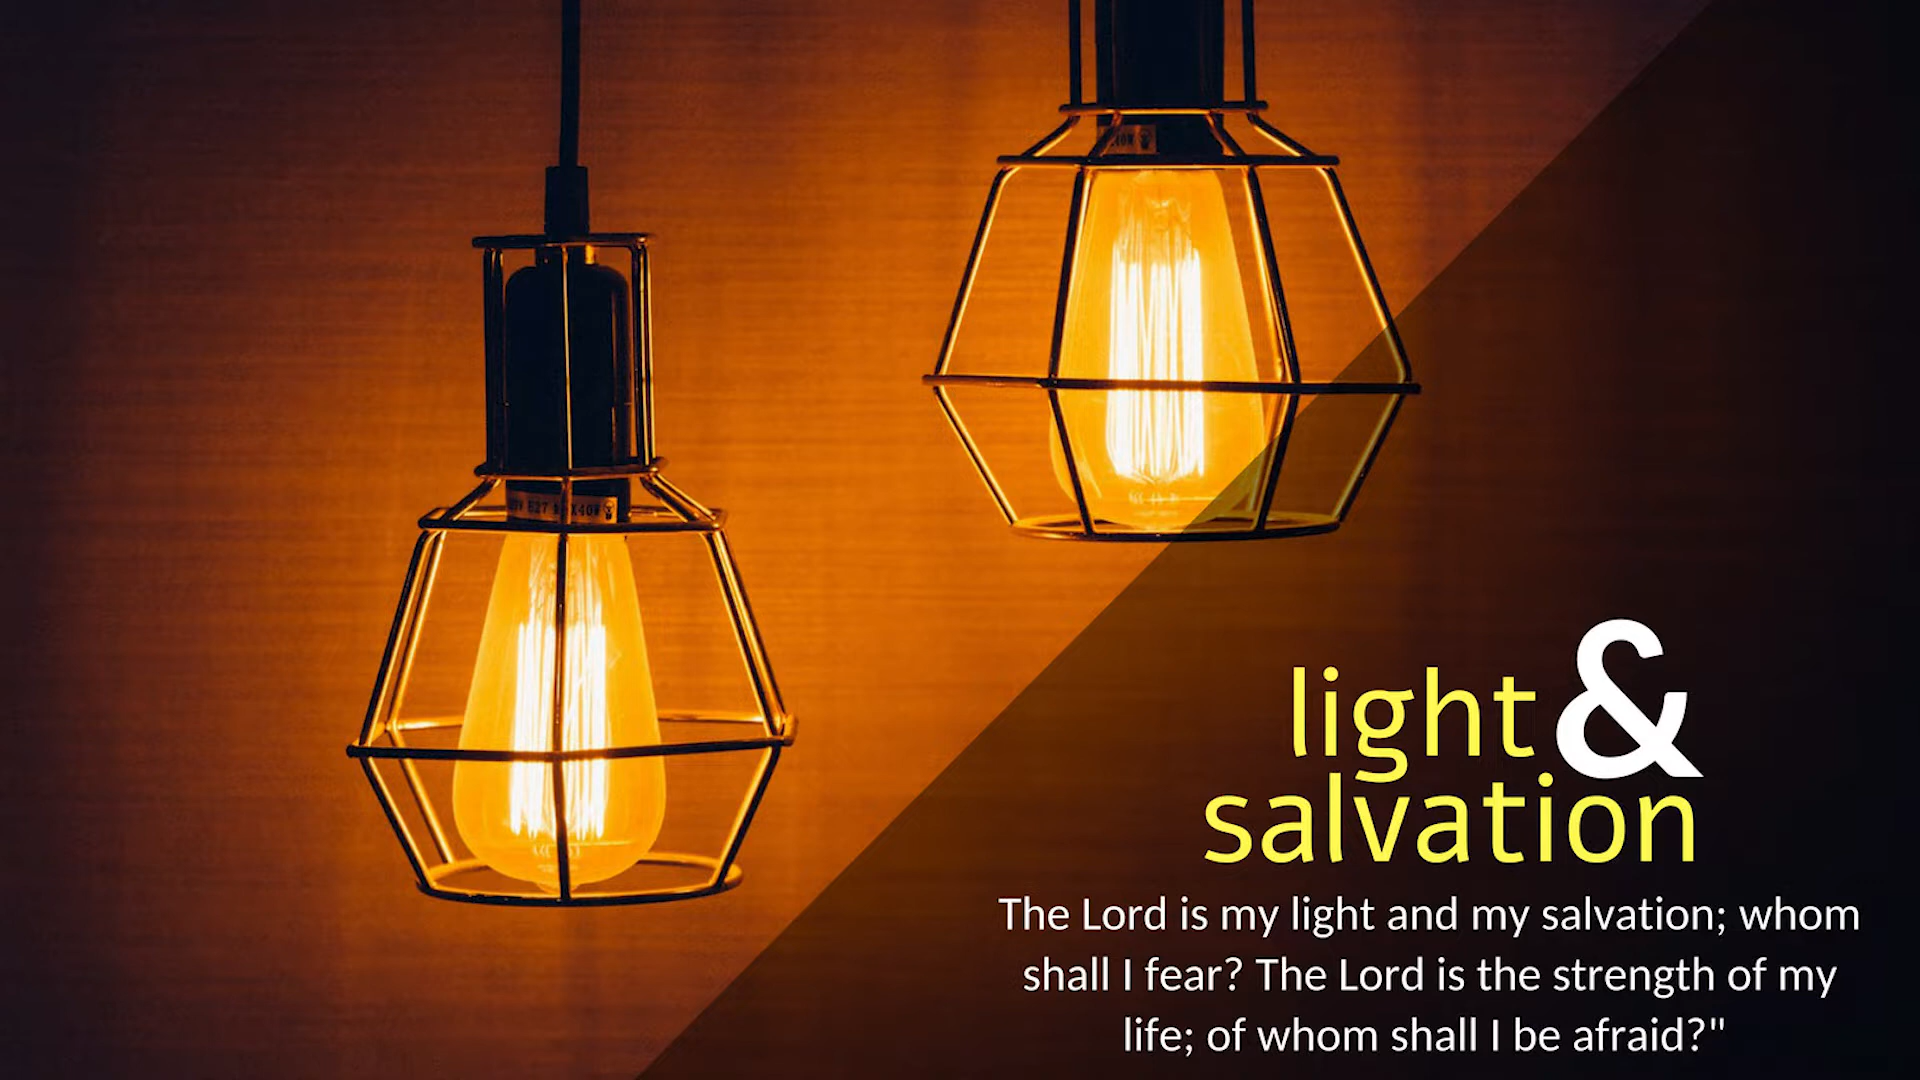 light &
salvation
The Lord is my light and my salvation; whom
shall I fear? The Lord is the strength of my
life; of whom shall I be afraid?"